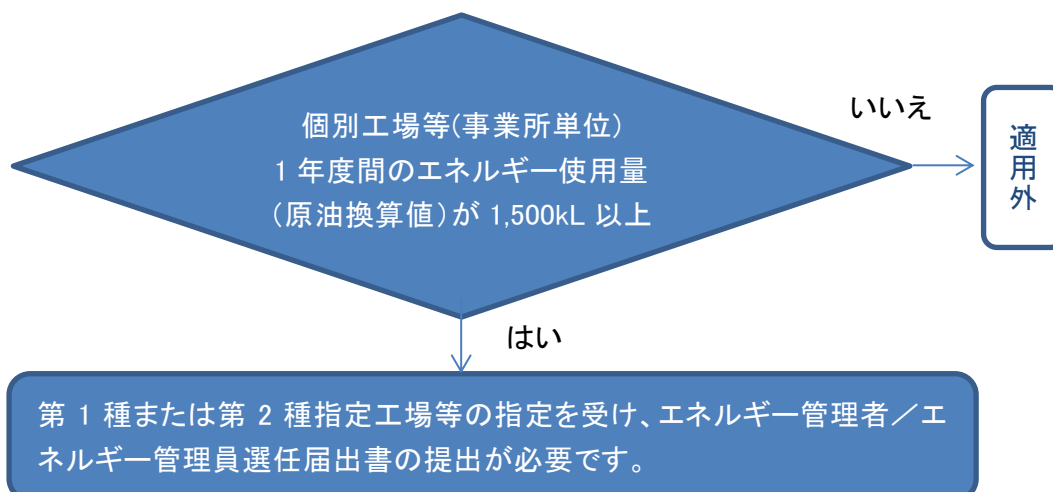 個別工場等(事業所単位)
1 年度間のエネルギー使用量
(原油換算値)が 1,500kL 以上
いいえ
適用外
はい
第 1 種または第 2 種指定工場等の指定を受け、エネルギー管理者／エ
ネルギー管理員選任届出書の提出が必要です。